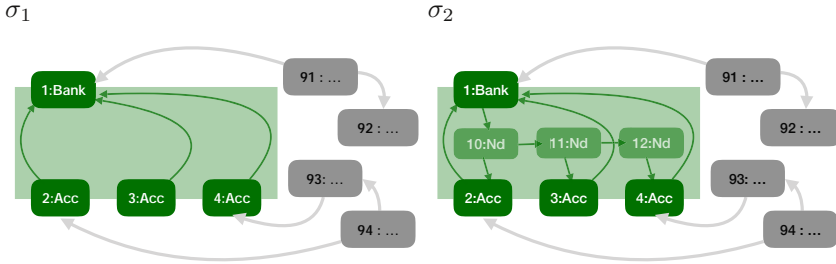 σ1 σ2
91 : ... 91 : ...
1:Bank 1:Bank
92 : ... 92 : ...
10:Nd 11:Nd 12:Nd
93: ... 93: ...
2:Acc 3:Acc 4:Acc 2:Acc 3:Acc 4:Acc
94 : ... 94 : ...